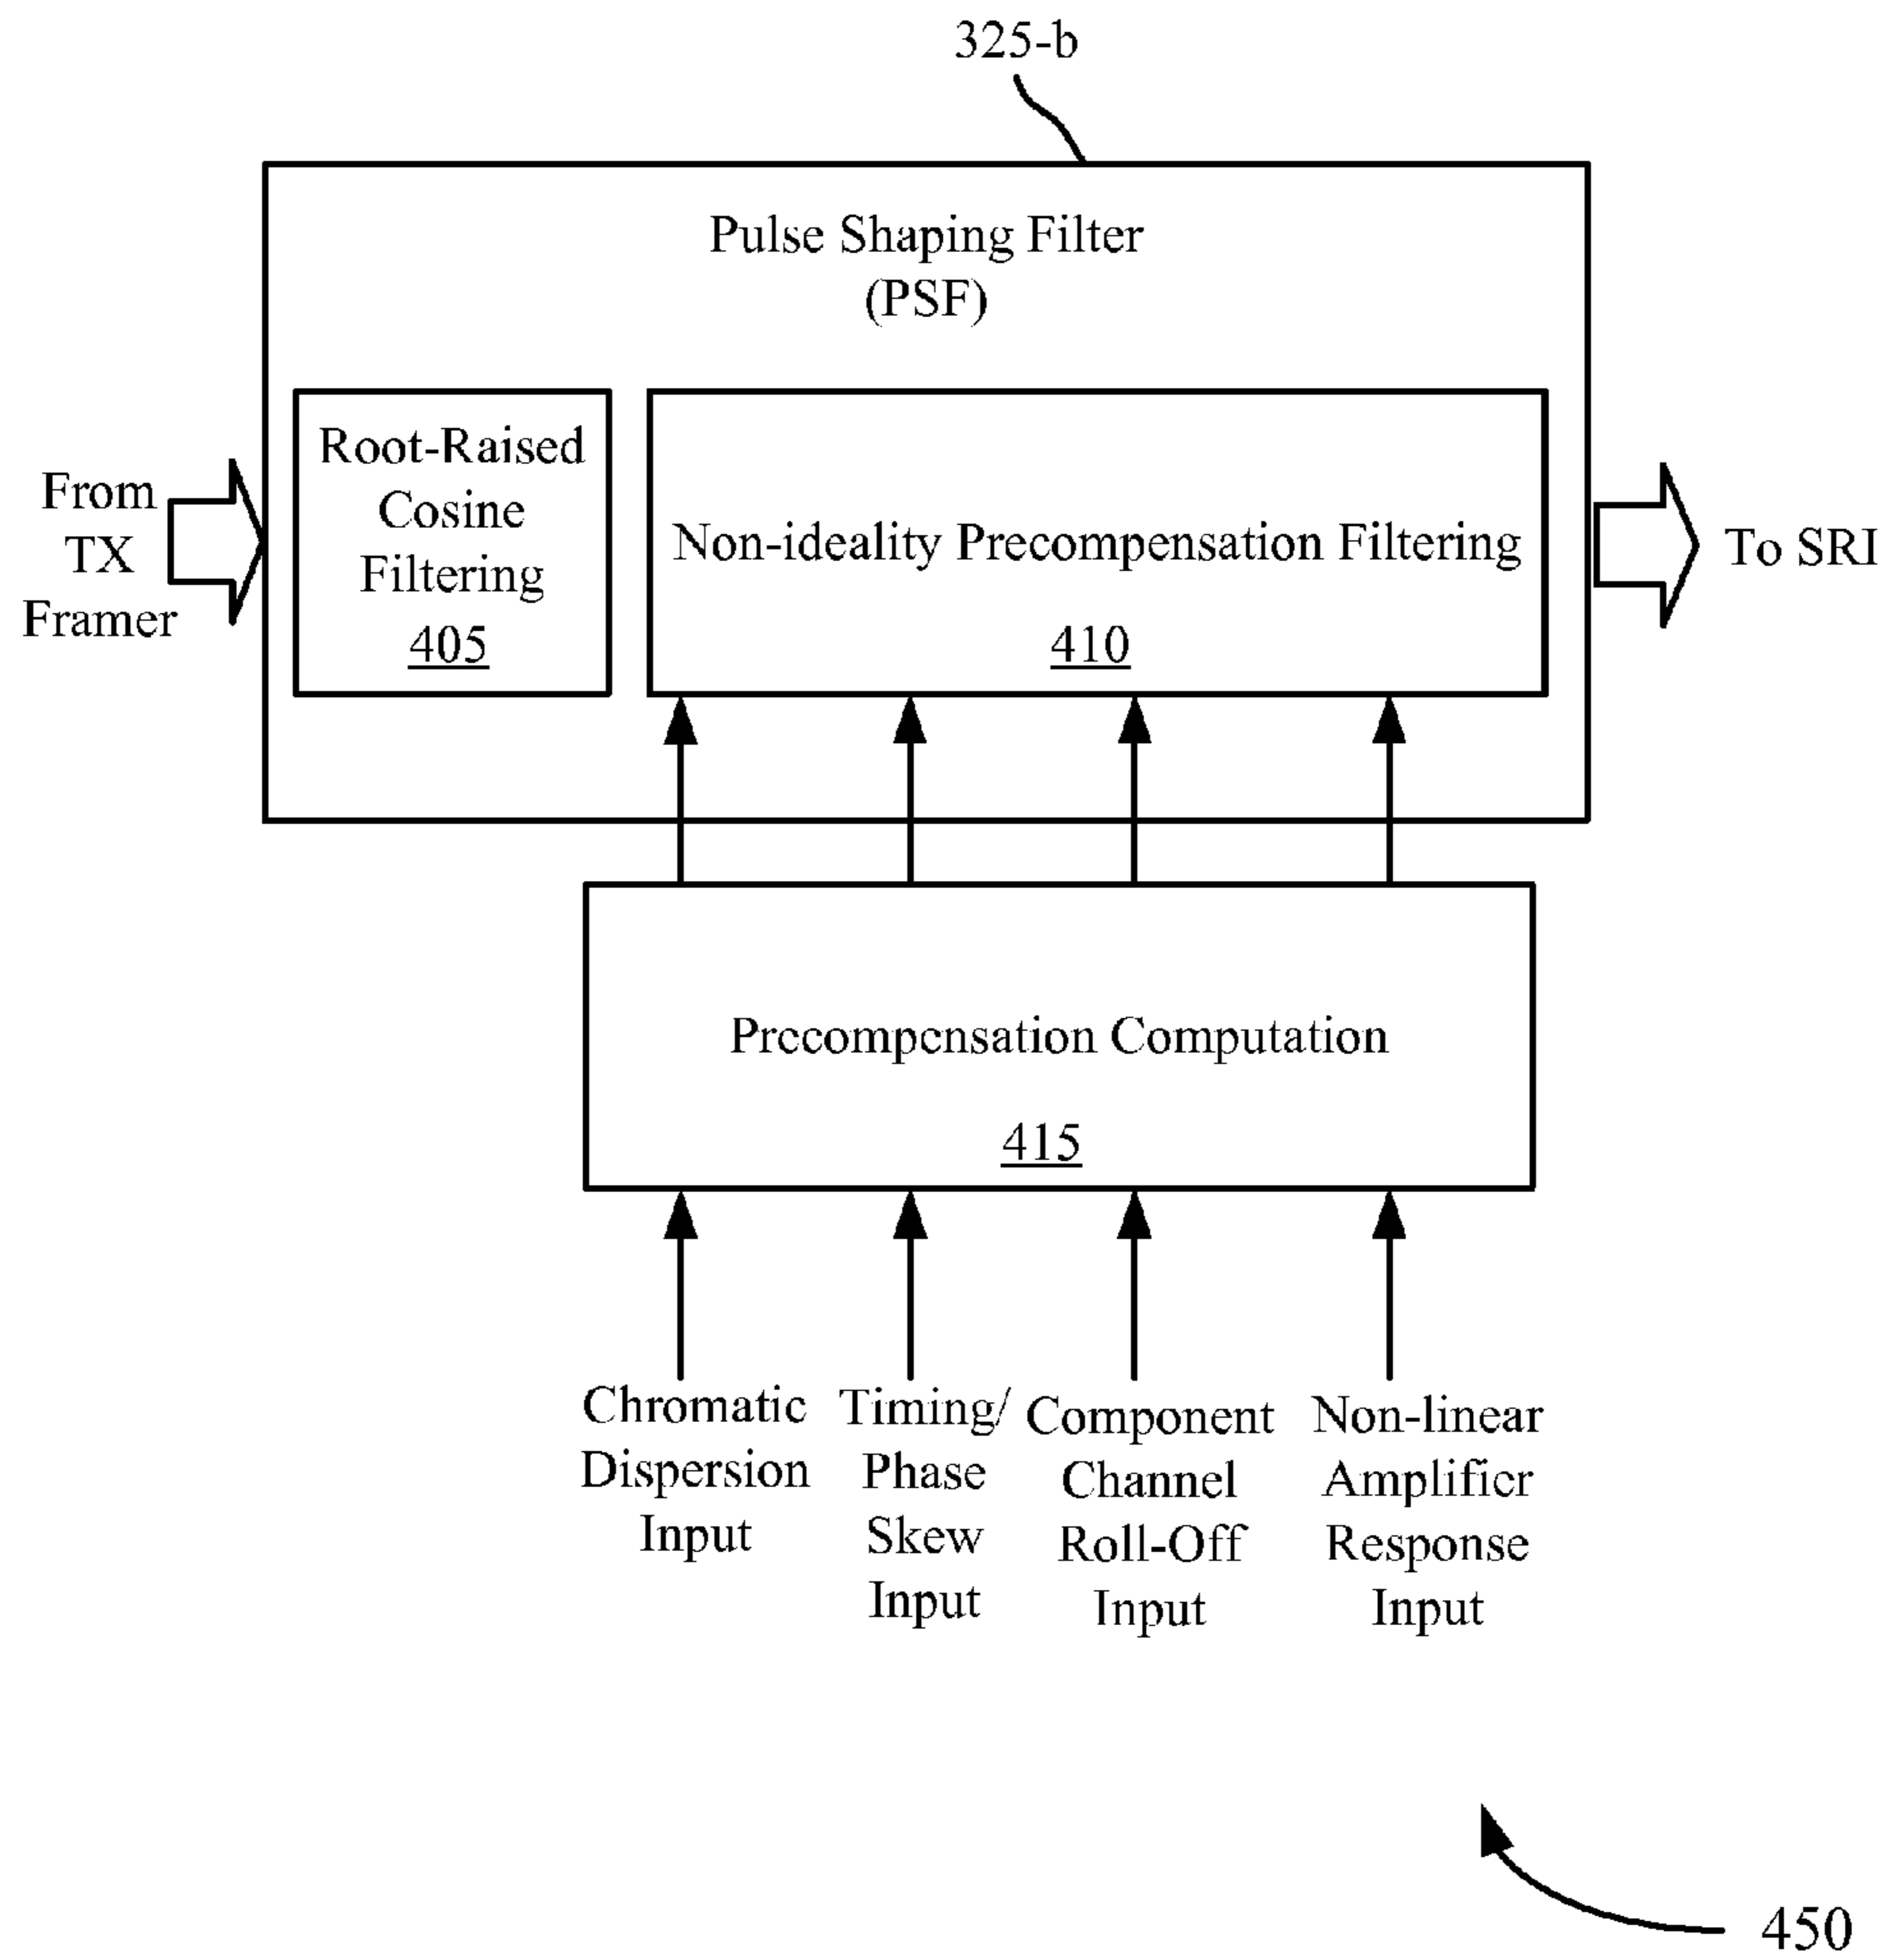 325-b
Pulse Shaping Filter
(PSF)
From
TX
Framer
Root-Raised
Cosine
Filtering
405
Non-ideality Precompensation Filtering
410
To SRI
Precompensation Computation
415
Chromatic
Dispersion
Input
Timing/
Phase
Skew
Input
Component
Channel
Roll-Off
Input
Non-linear
Amplifier
Response
Input
450